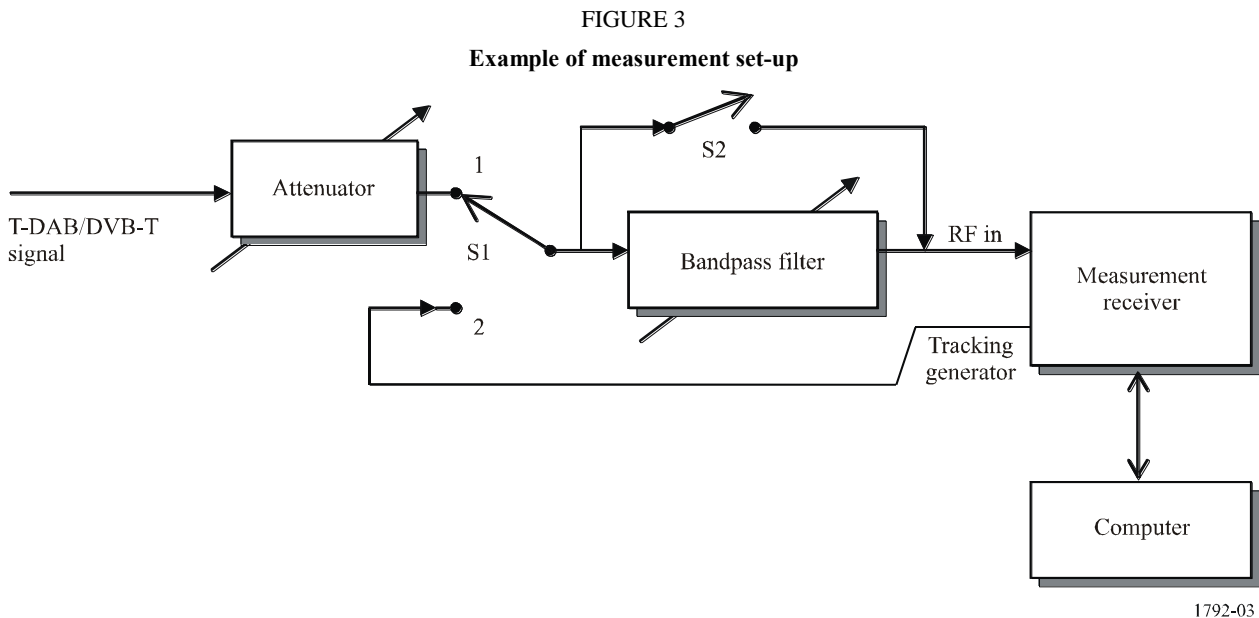 FIGURE 3
Example of measurement set-up
Attenuator
T-DAB/DVB-T
signal
1
S1
2
S2
Bandpass filter
RF in
Measurement
receiver
Tracking
generator
Computer
1792-03